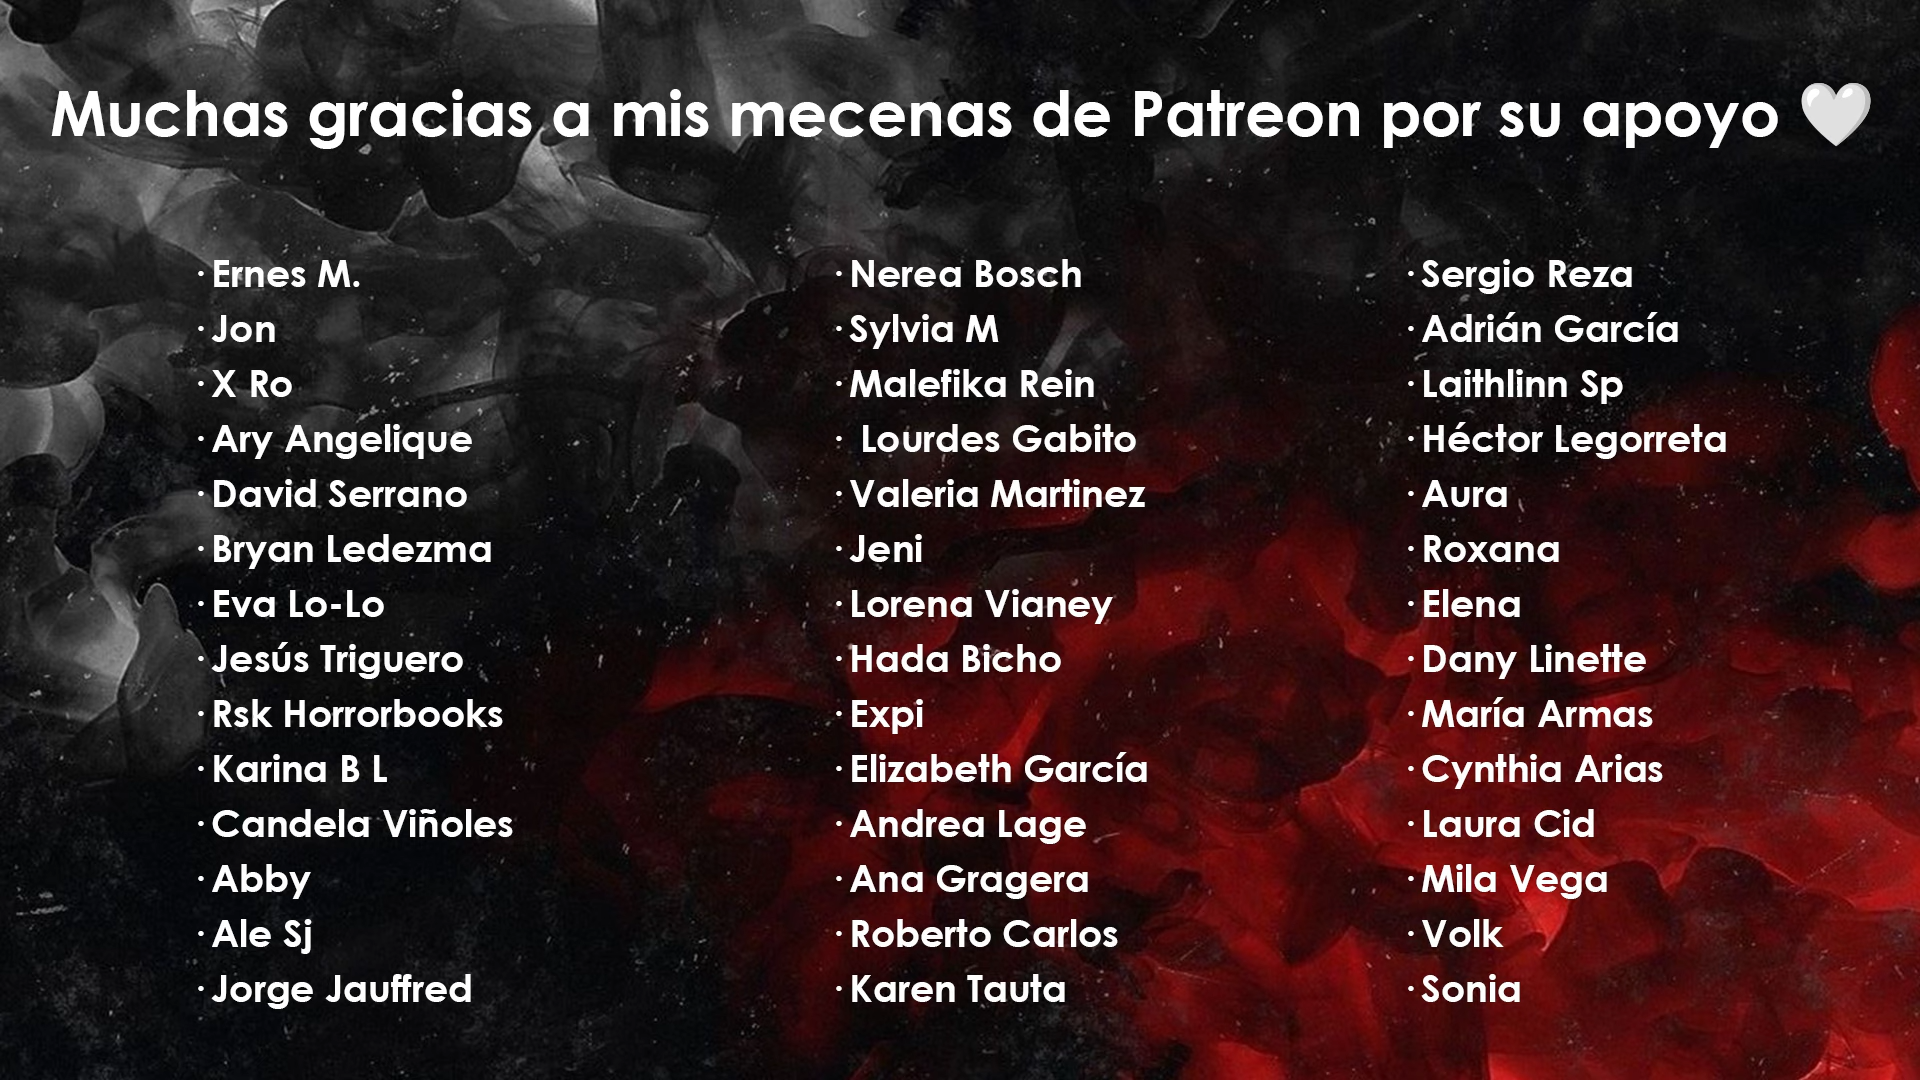 Muchas gracias a mis mecenas de Patreon por su apoyo 🤍
· Ernes M.
· Jon
· X Ro
· Ary Angelique
· David Serrano
· Bryan Ledezma
· Eva Lo-Lo
· Jesús Triguero
· Rsk Horrorbooks
· Karina B L
· Candela Viñoles
· Abby
· Ale Sj
· Jorge Jauffred
· Nerea Bosch
· Sylvia M
· Malefika Rein
· Lourdes Gabito
· Valeria Martinez
· Jeni
· Lorena Vianey
· Hada Bicho
· Expi
· Elizabeth García
· Andrea Lage
· Ana Gragera
· Roberto Carlos
· Karen Tauta
· Sergio Reza
· Adrián García
· Laithlinn Sp
· Héctor Legorreta
· Aura
· Roxana
· Elena
· Dany Linette
· María Armas
· Cynthia Arias
· Laura Cid
· Mila Vega
· Volk
· Sonia